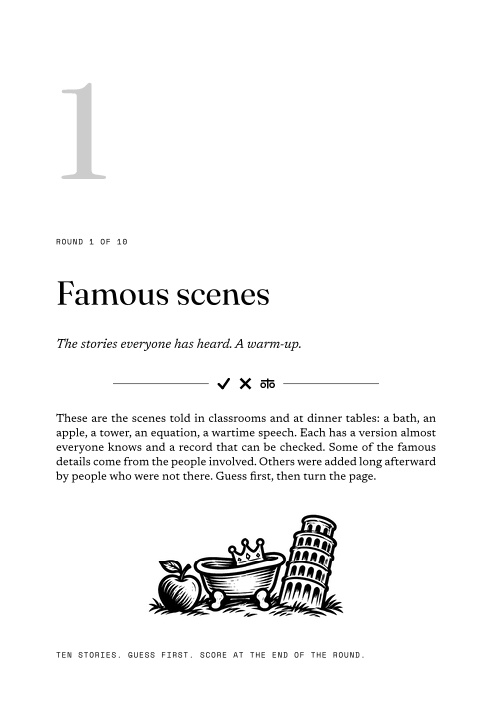 1
ROUND 1 OF 10
Famous scenes
The stories everyone has heard. A warm-up.
These are the scenes told in classrooms and at dinner tables: a bath, an
apple, a tower, an equation, a wartime speech. Each has a version almost
everyone knows and a record that can be checked. Some of the famous
details come from the people involved. Others were added long afterward
by people who were not there. Guess first, then turn the page.
TEN STORIES. GUESS FIRST. SCORE AT THE END OF THE ROUND.